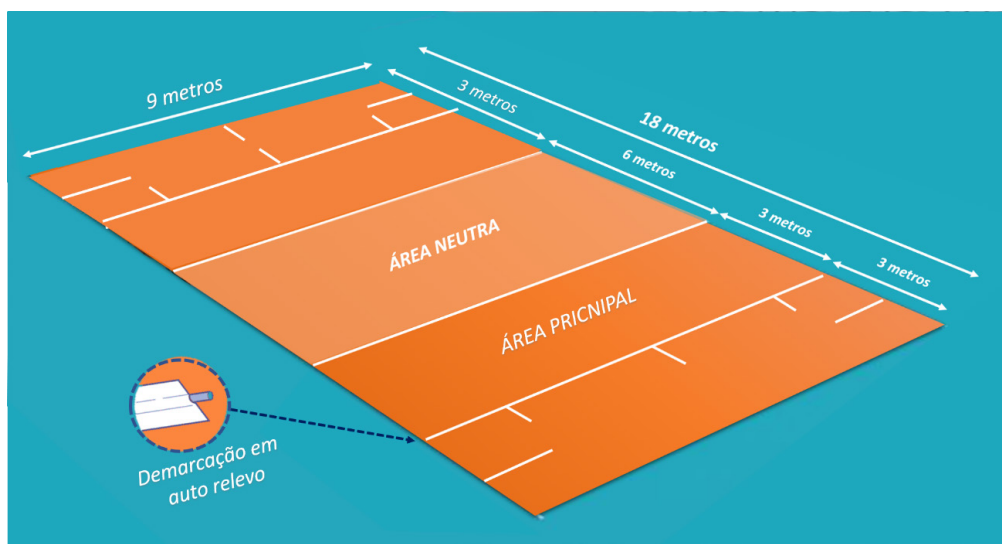 9 metros
3 metros
18 metros
6 metros
3 metros
3 metros
ÁREA NEUTRA
ÁREA PRICNIPAL
Demarcação em
auto relevo